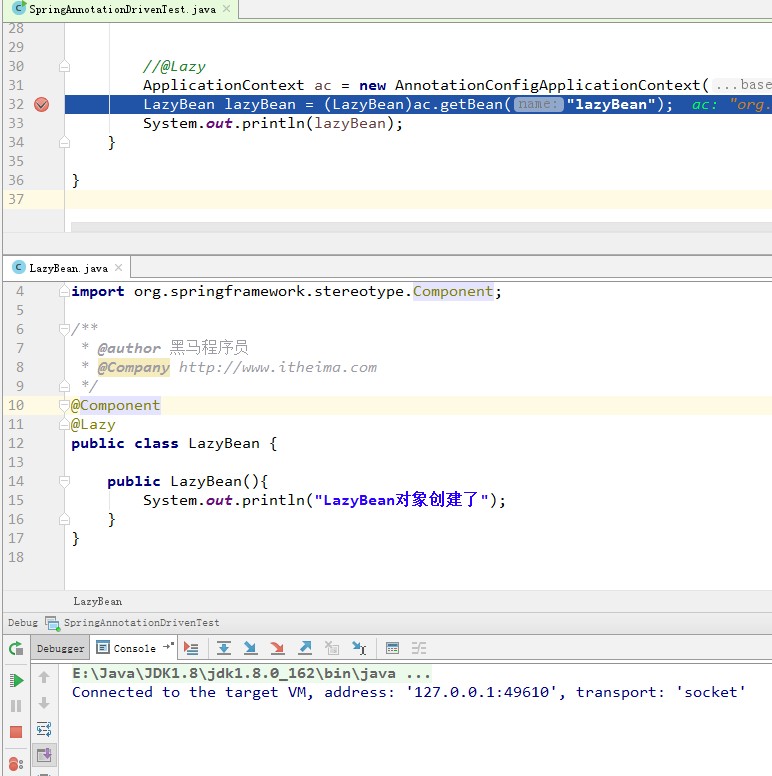 SpringAnnotationDrivenTest.java
28
29
30 //@Lazy
31 ApplicationContext ac = new AnnotationConfigApplicationContext( ...base
32 LazyBean lazyBean = (LazyBean)ac.getBean( name: "lazyBean"); ac: "org.
33 System.out.println(lazyBean);
34 }
35
36 }
37
LazyBean.java
4 import org.springframework.stereotype.Component;
5
6 /**
7 * @author 黑马程序员
8 * @Company http://www.itheima.com
9 */
10 @Component
11 @Lazy
12 public class LazyBean {
13
14 public LazyBean(){
15 System.out.println("LazyBean对象创建了");
16 }
17 }
18
LazyBean
Debug SpringAnnotationDrivenTest
Debugger Console
E:\Java\JDK1.8\jdk1.8.0_162\bin\java ...
Connected to the target VM, address: '127.0.0.1:49610', transport: 'socket'